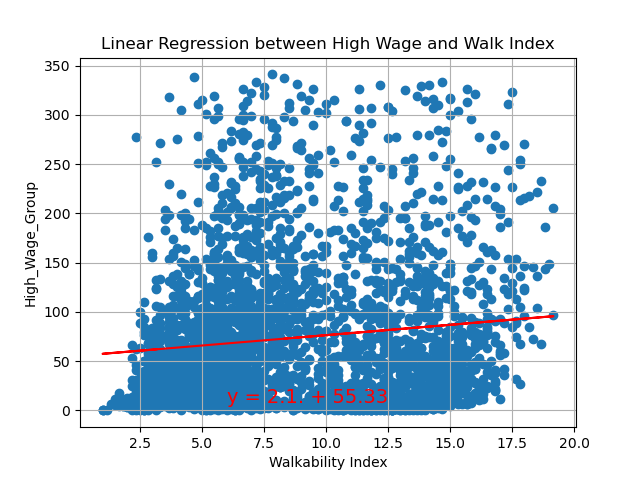 Linear Regression between High Wage and Walk Index
350
300
250
200
150
100
50
0
High_Wage_Group
y = 2.1. + 55.33
2.5 5.0 7.5 10.0 12.5 15.0 17.5 20.0
Walkability Index